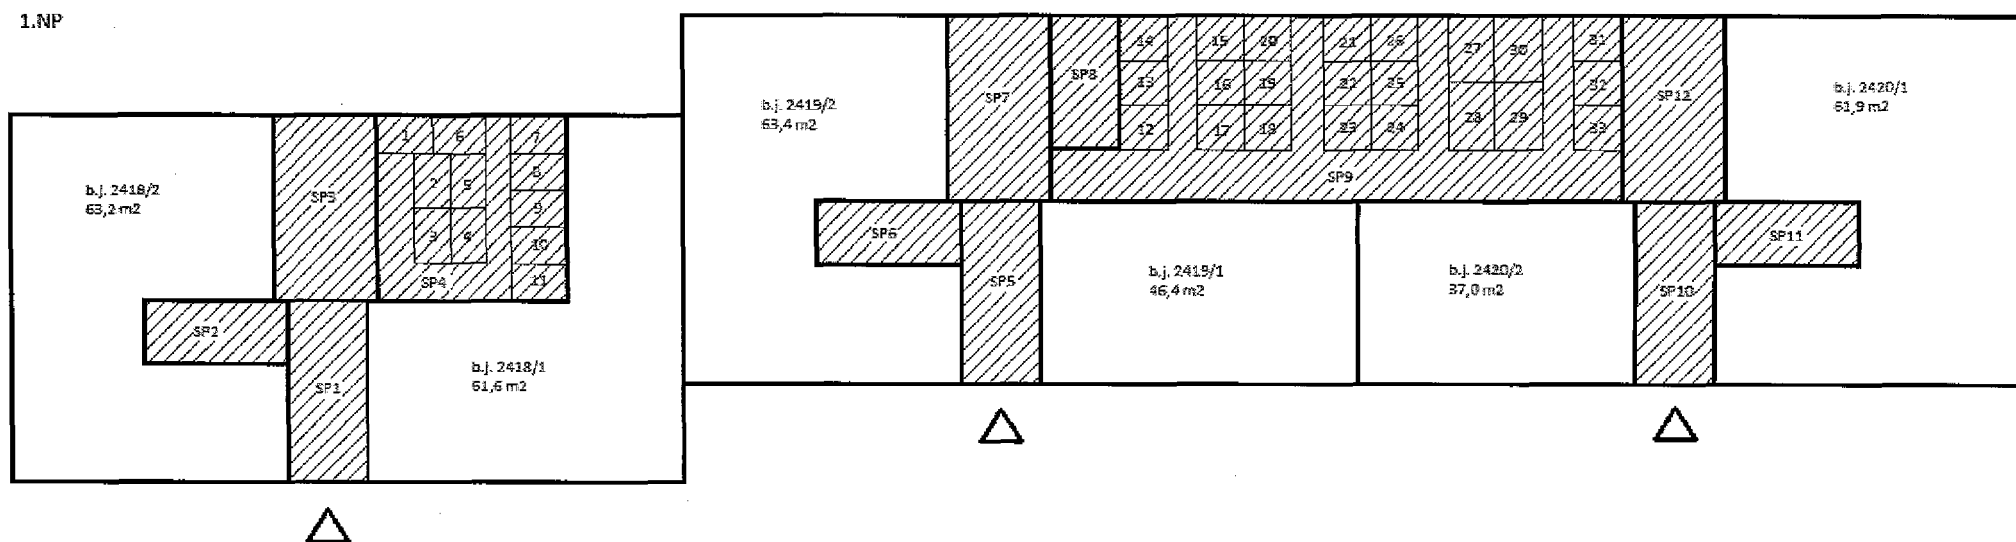 1.NP
b.j. 2418/2
63,2 m2
SP3
1
6
7
2
5
8
9
3
4
10
SP4
11
SP2
SP1
b.j. 2418/1
61,6 m2
b.j. 2419/2
63,4 m2
SP7
SP8
14
15
20
21
26
27
30
31
13
16
19
22
25
32
12
17
18
23
24
28
29
33
SP9
SP12
b.j. 2420/1
61,9 m2
SP6
SP5
b.j. 2419/1
46,4 m2
b.j. 2420/2
37,0 m2
SP10
SP11